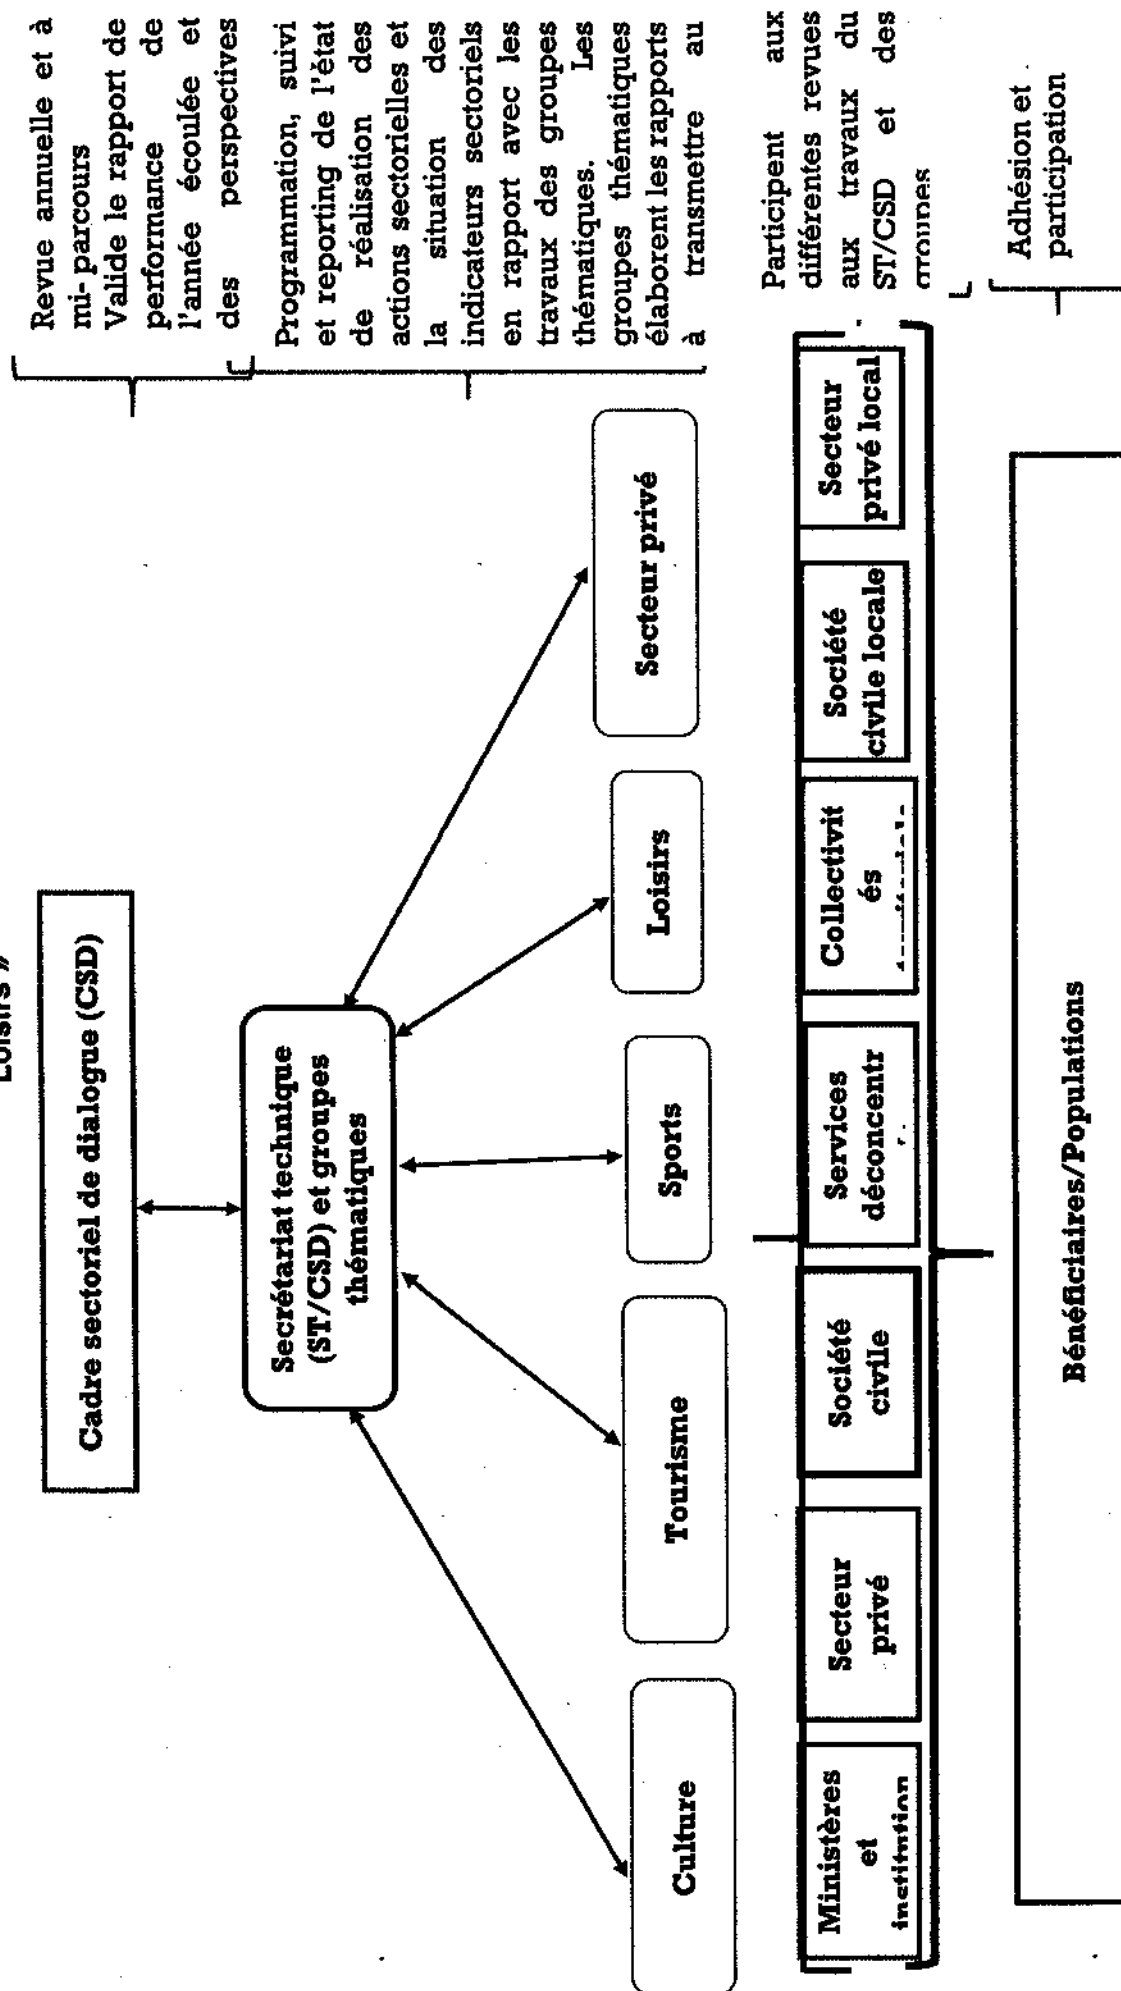 Loisirs »
Cadre sectoriel de dialogue (CSD)
Revue annuelle et à
mi- parcours
Valide le rapport de
performance de
l'année écoulée et
des perspectives
Secrétariat technique
(ST/CSD) et groupes
thématiques
Programmation, suivi
et reporting de l'état
de réalisation des
actions sectorielles et
la situation des
indicateurs sectoriels
en rapport avec les
travaux des groupes
thématiques. Les
groupes thématiques
élaborent les rapports
à transmettre au
Culture
Tourisme
Sports
Loisirs
Secteur privé
Participent aux
différentes revues
aux travaux du
ST/CSD et des
groupes
Ministères
et
institution
Secteur
privé
Société
civile
Services
déconcentr
Collectivit
és
Société
civile locale
Secteur
privé local
Adhésion et
participation
Bénéficiaires/Populations